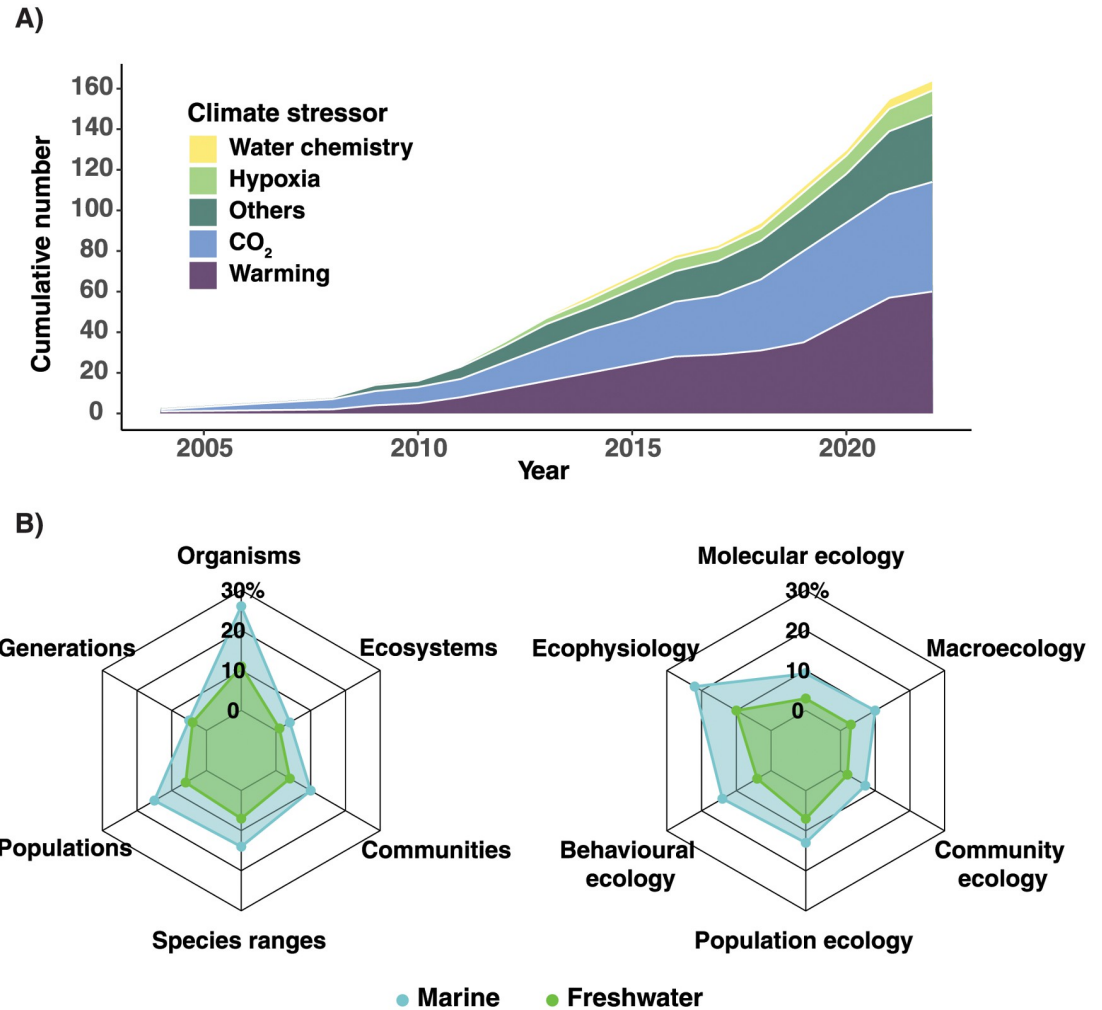 A)
Cumulative number
160
140
120
100
80
60
40
20
0
Climate stressor
Water chemistry
Hypoxia
Others
CO₂
Warming
2005
2010
2015
2020
Year
B)
Organisms
30%
20
10
0
Generations
Ecosystems
Populations
Communities
Species ranges
Molecular ecology
30%
20
10
0
Ecophysiology
Macroecology
Behavioural
ecology
Community
ecology
Population ecology
Marine
Freshwater